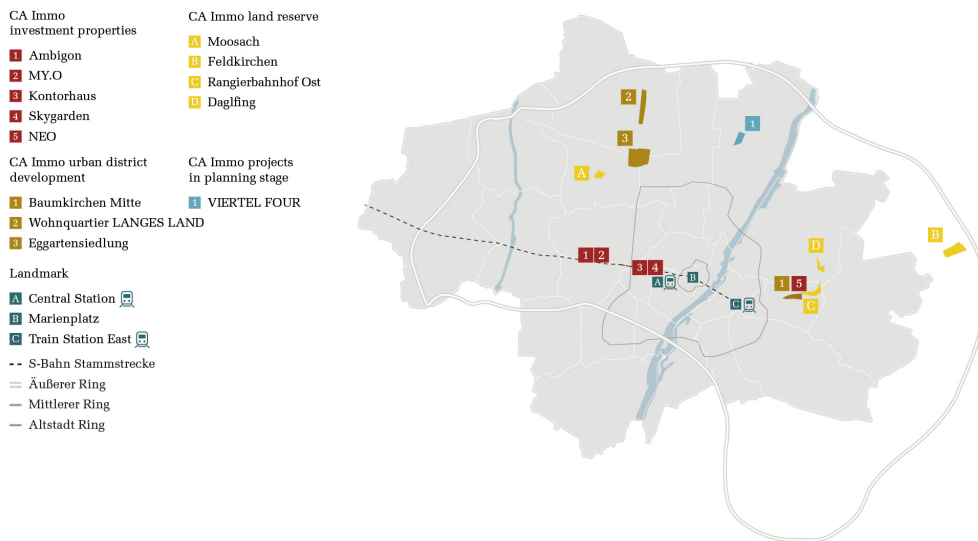 CA Immo
investment properties
1 Ambigon
2 MY.O
3 Kontorhaus
4 Skygarden
5 NEO
CA Immo land reserve
A Moosach
B Feldkirchen
C Rangierbahnhof Ost
D Daglfing
CA Immo urban district
development
1 Baumkirchen Mitte
2 Wohnquartier LANGES LAND
3 Eggartensiedlung
CA Immo projects
in planning stage
1 VIERTEL FOUR
Landmark
A Central Station
B Marienplatz
C Train Station East
S-Bahn Stammstrecke
Äußerer Ring
Mittlerer Ring
Altstadt Ring
2
1
3
A
B
D
1 2
3 4
A
B
1 5
C
C